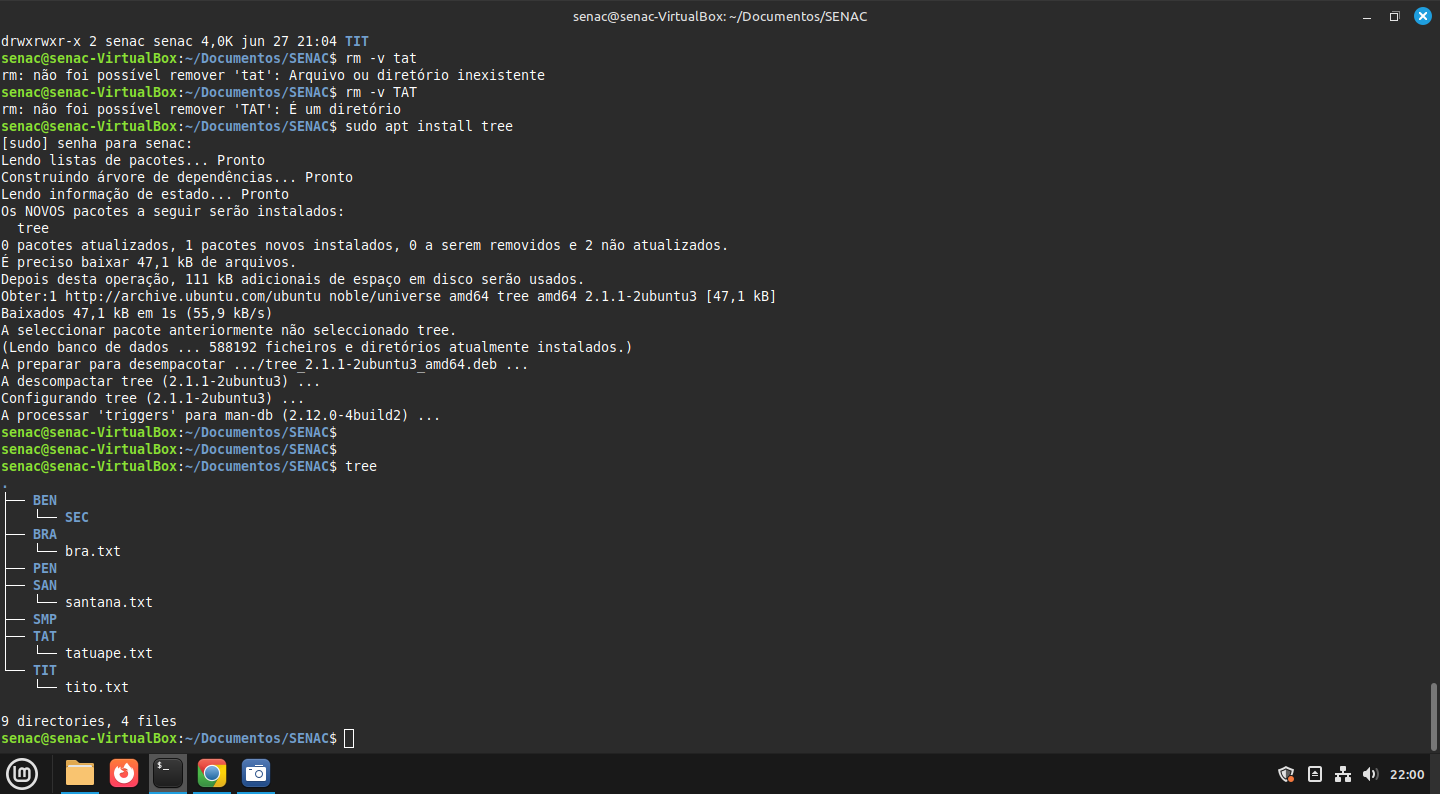 senac@senac-VirtualBox: ~/Documentos/SENAC
drwxrwxr-x 2 senac senac 4,0K jun 27 21:04 TIT
senac@senac-VirtualBox:~/Documentos/SENAC$ rm -v tat
rm: não foi possível remover 'tat': Arquivo ou diretório inexistente
senac@senac-VirtualBox:~/Documentos/SENAC$ rm -v TAT
rm: não foi possível remover 'TAT': É um diretório
senac@senac-VirtualBox:~/Documentos/SENAC$ sudo apt install tree
[sudo] senha para senac:
Lendo listas de pacotes... Pronto
Construindo árvore de dependências... Pronto
Lendo informação de estado... Pronto
Os NOVOS pacotes a seguir serão instalados:
  tree
0 pacotes atualizados, 1 pacotes novos instalados, 0 a serem removidos e 2 não atualizados.
É preciso baixar 47,1 kB de arquivos.
Depois desta operação, 111 kB adicionais de espaço em disco serão usados.
Obter:1 http://archive.ubuntu.com/ubuntu noble/universe amd64 tree amd64 2.1.1-2ubuntu3 [47,1 kB]
Baixados 47,1 kB em 1s (55,9 kB/s)
A seleccionar pacote anteriormente não seleccionado tree.
(Lendo banco de dados ... 588192 ficheiros e diretórios atualmente instalados.)
A preparar para desempacotar .../tree_2.1.1-2ubuntu3_amd64.deb ...
A descompactar tree (2.1.1-2ubuntu3) ...
Configurando tree (2.1.1-2ubuntu3) ...
A processar 'triggers' para man-db (2.12.0-4build2) ...
senac@senac-VirtualBox:~/Documentos/SENAC$
senac@senac-VirtualBox:~/Documentos/SENAC$
senac@senac-VirtualBox:~/Documentos/SENAC$ tree
.
├── BEN
│   └── SEC
├── BRA
│   └── bra.txt
├── PEN
├── SAN
│   └── santana.txt
├── SMP
├── TAT
│   └── tatuape.txt
└── TIT
    └── tito.txt

9 directories, 4 files
senac@senac-VirtualBox:~/Documentos/SENAC$
$_
22:00